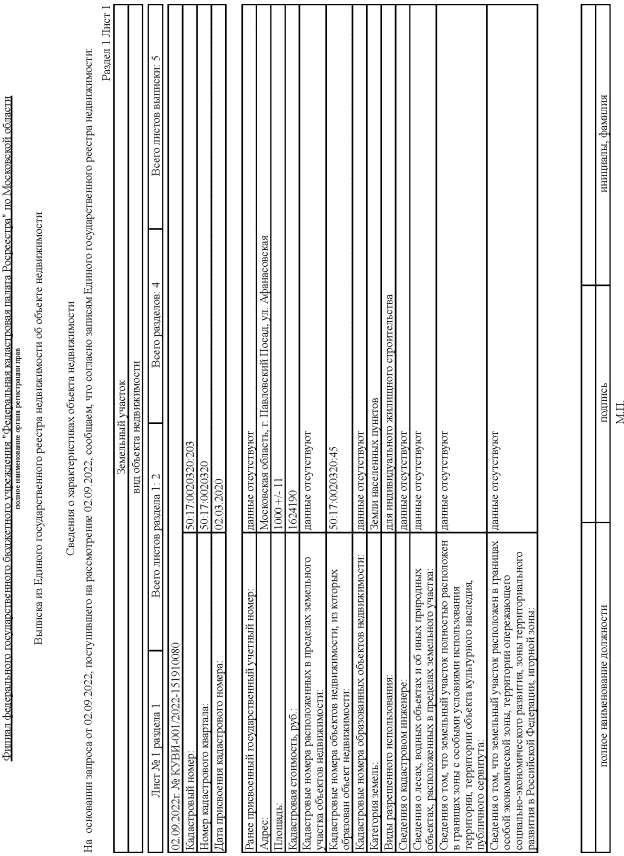 Филиал федерального государственного бюджетного учреждения "Федеральная кадастровая палата Росреестра" по Московской области
полное наименование органа регистрации прав
Выписка из Единого государственного реестра недвижимости об объекте недвижимости
Сведения о характеристиках объекта недвижимости
На основании запроса от 02.09.2022, поступившего на рассмотрение 02.09.2022, сообщаем, что согласно записям Единого государственного реестра недвижимости:
Раздел 1 Лист 1
Земельный участок
вид объекта недвижимости
Лист № 1 раздела 1 Всего листов раздела 1: 2 Всего разделов: 4 Всего листов выписки: 5
02.09.2022г. № КУВИ-001/2022-151910080
Кадастровый номер: 50:17:0020320:203
Номер кадастрового квартала: 50:17:0020320
Дата присвоения кадастрового номера: 02.03.2020
Ранее присвоенный государственный учетный номер: данные отсутствуют
Адрес: Московская область, г. Павловский Посад, ул. Афанасовская
Площадь: 1000 +/- 11
Кадастровая стоимость, руб.: 1624190
Кадастровые номера расположенных в пределах земельного данные отсутствуют
участка объектов недвижимости:
Кадастровые номера объектов недвижимости, из которых 50:17:0020320:45
образован объект недвижимости:
Кадастровые номера образованных объектов недвижимости: данные отсутствуют
Категория земель: Земли населенных пунктов
Виды разрешенного использования: для индивидуального жилищного строительства
Сведения о кадастровом инженере: данные отсутствуют
Сведения о лесах, водных объектах и об иных природных данные отсутствуют
объектах, расположенных в пределах земельного участка:
Сведения о том, что земельный участок полностью расположен данные отсутствуют
в границах зоны с особыми условиями использования
территории, территории объекта культурного наследия,
публичного сервитута:
Сведения о том, что земельный участок расположен в границах данные отсутствуют
особой экономической зоны, территории опережающего
социально-экономического развития, зоны территориального
развития в Российской Федерации, игорной зоны:
полное наименование должности подпись инициалы, фамилия
М.П.